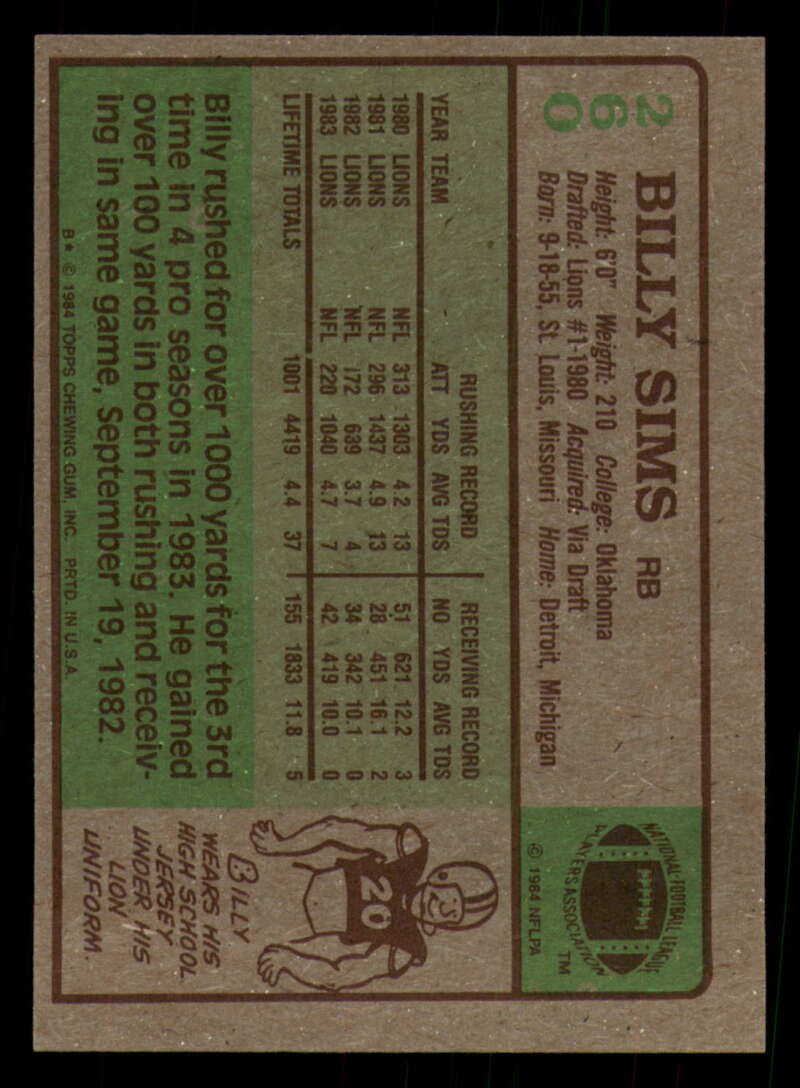 260
BILLY SIMS RB
Height: 6'0" Weight: 210 College: Oklahoma
Drafted: Lions #1-1980 Acquired: Via Draft
Born: 9-18-55, St. Louis, Missouri Home: Detroit, Michigan
NATIONAL FOOTBALL LEAGUE
PLAYERS ASSOCIATION
TM
© 1984 NFLPA
RUSHING RECORD RECEIVING RECORD
YEAR TEAM ATT YDS AVG TDS NO YDS AVG TDS
1980 LIONS NFL 313 1303 4.2 13 51 621 12.2 3
1981 LIONS NFL 296 1437 4.9 13 28 451 16.1 2
1982 LIONS NFL 172 639 3.7 4 34 342 10.1 0
1983 LIONS NFL 220 1040 4.7 7 42 419 10.0 0
LIFETIME TOTALS 1001 4419 4.4 37 155 1833 11.8 5
Billy rushed for over 1000 yards for the 3rd
time in 4 pro seasons in 1983. He gained
over 100 yards in both rushing and receiv-
ing in same game, September 19, 1982.
B* © 1984 TOPPS CHEWING GUM, INC. PRTD. IN U.S.A.
20
BILLY
WEARS HIS
HIGH SCHOOL
JERSEY
UNDER HIS
LION
UNIFORM.